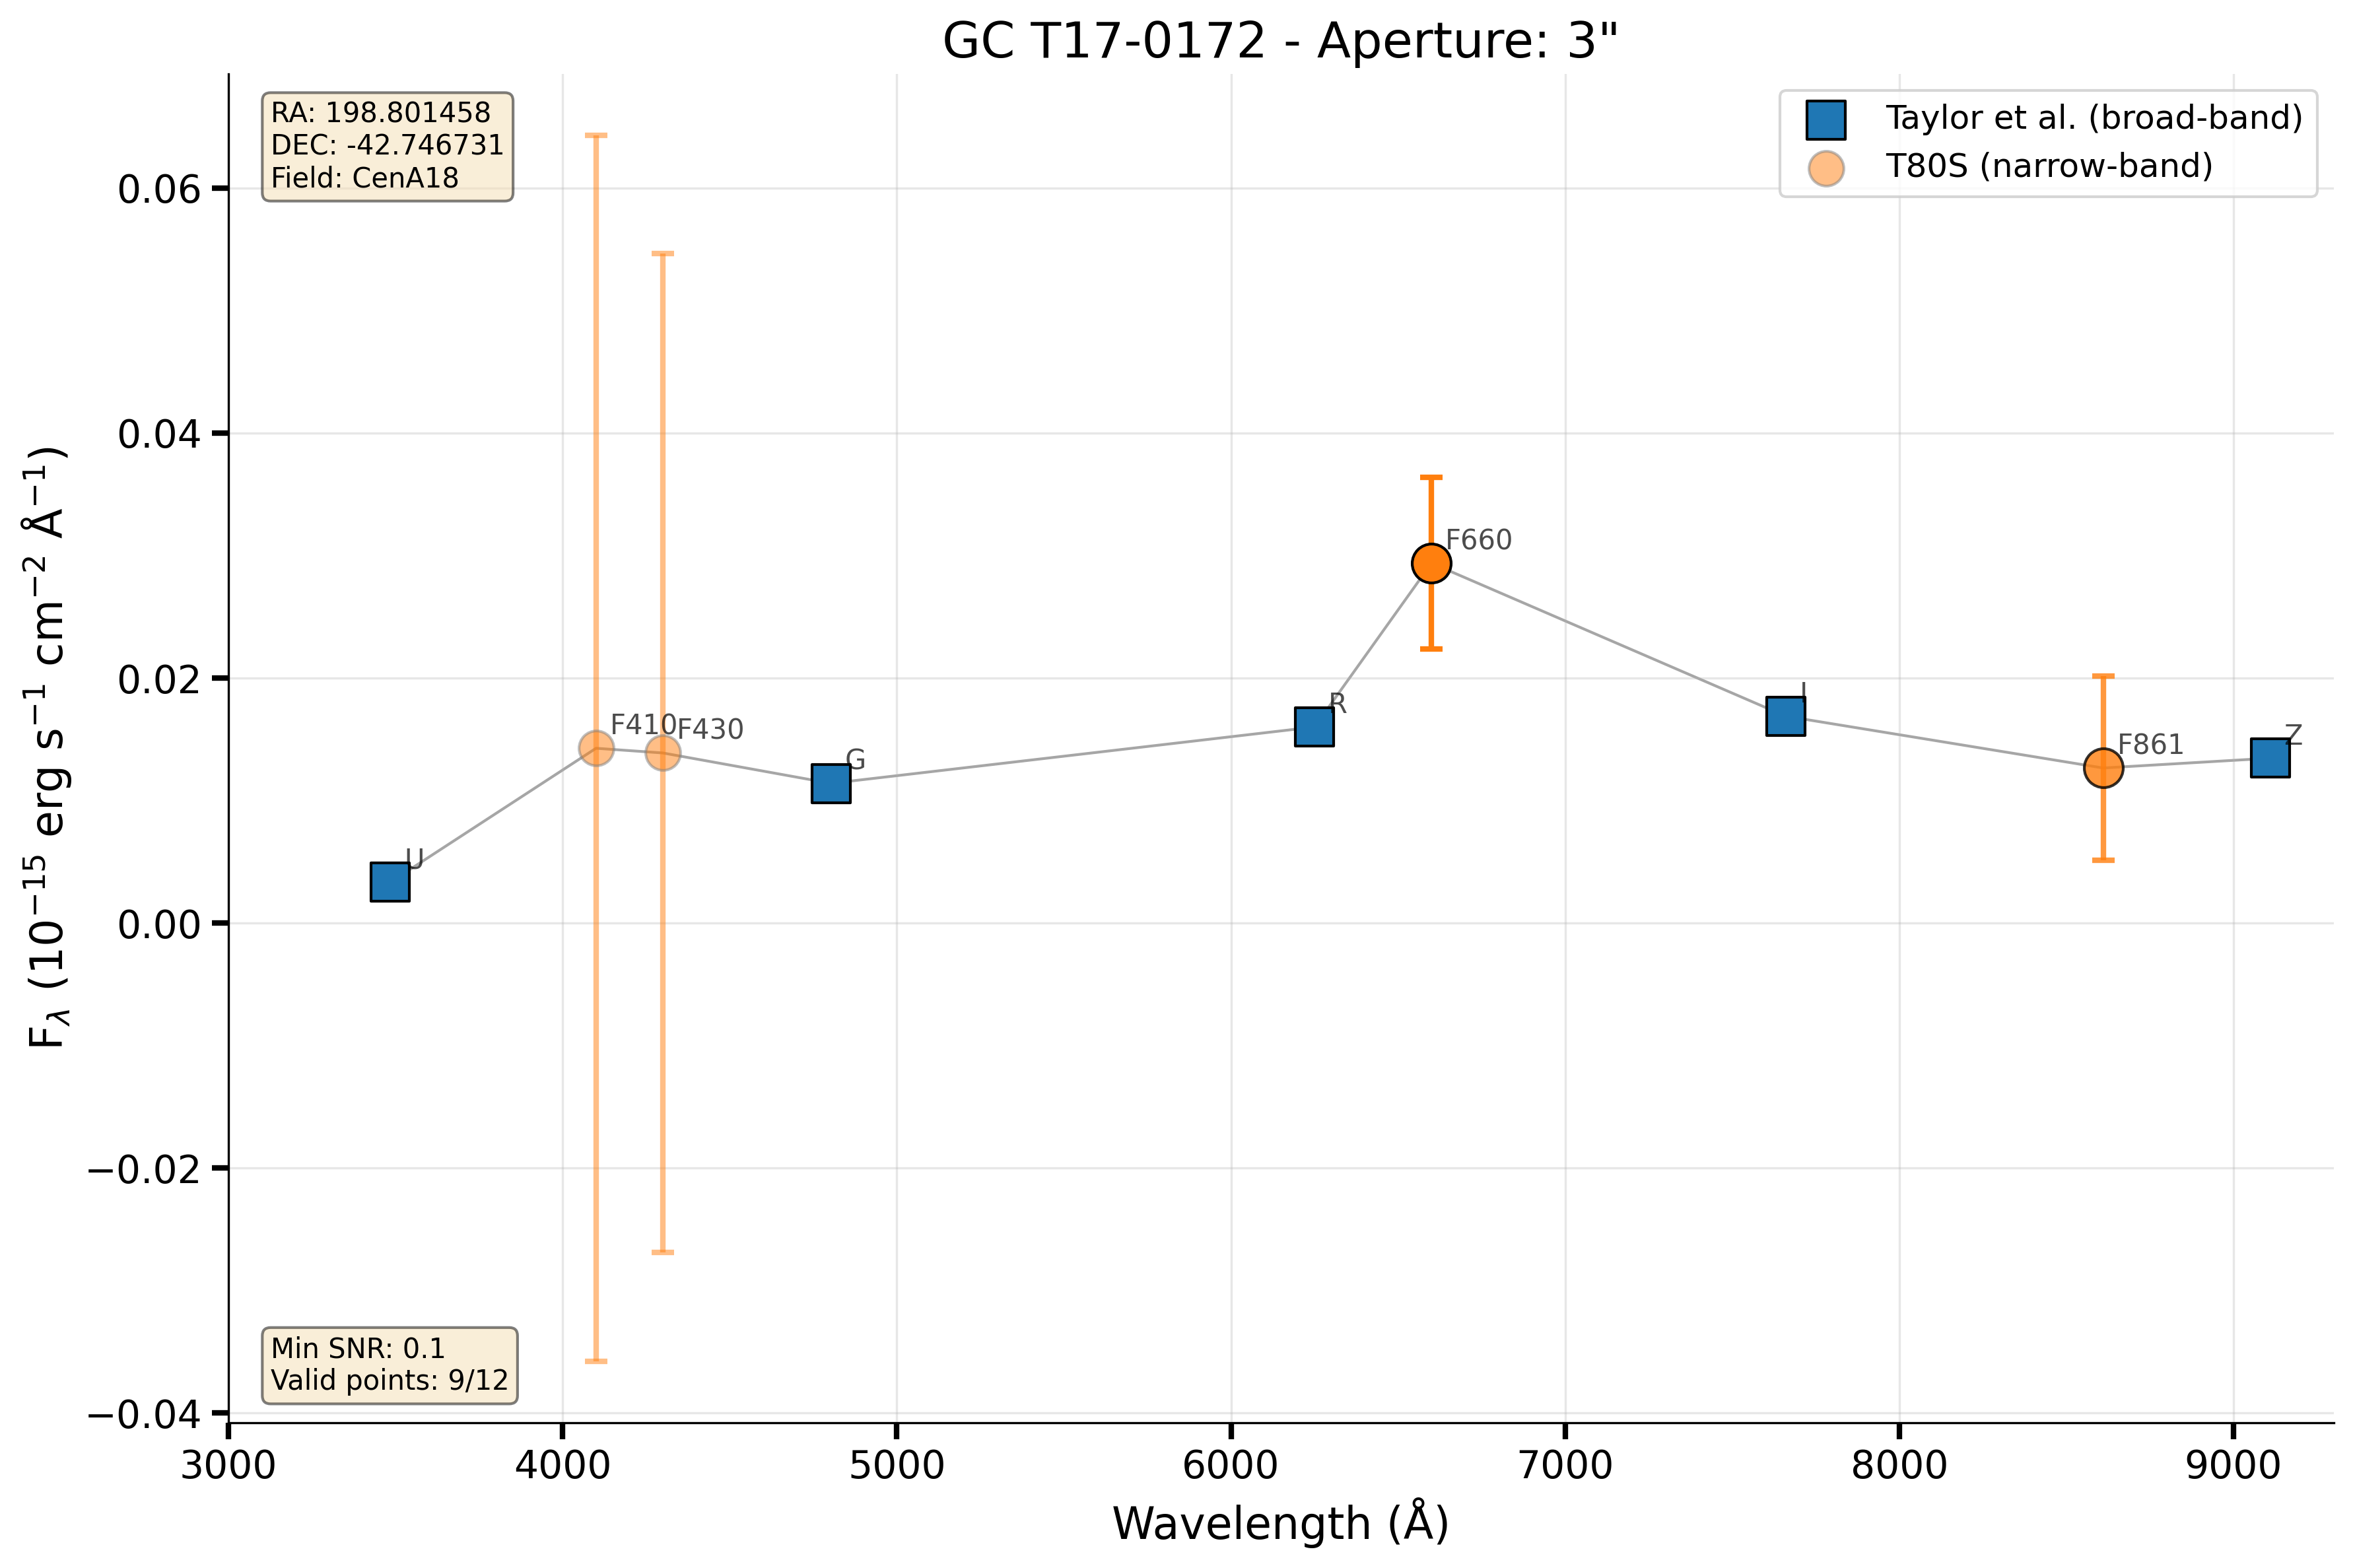 GC T17-0172 - Aperture: 3"
RA: 198.801458
DEC: -42.746731
Field: CenA18
Taylor et al. (broad-band)
T80S (narrow-band)
0.06
0.04
0.02
0.00
−0.02
−0.04
F_λ (10⁻¹⁵ erg s⁻¹ cm⁻² Å⁻¹)
U
F410
F430
G
R
F660
I
F861
Z
Min SNR: 0.1
Valid points: 9/12
3000
4000
5000
6000
7000
8000
9000
Wavelength (Å)